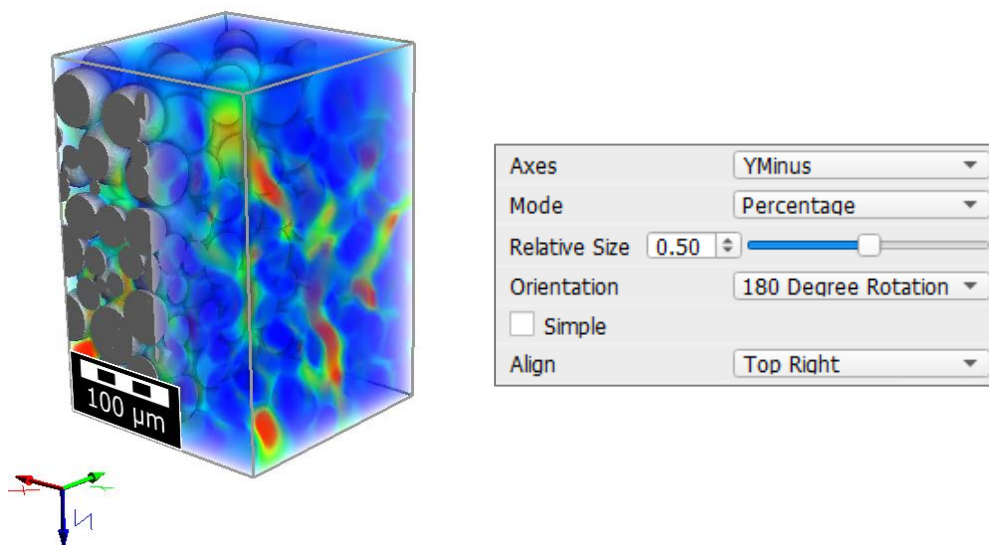 100 µm
X
Y
Z
Axes YMinus
Mode Percentage
Relative Size 0.50
Orientation 180 Degree Rotation
Simple
Align Top Right